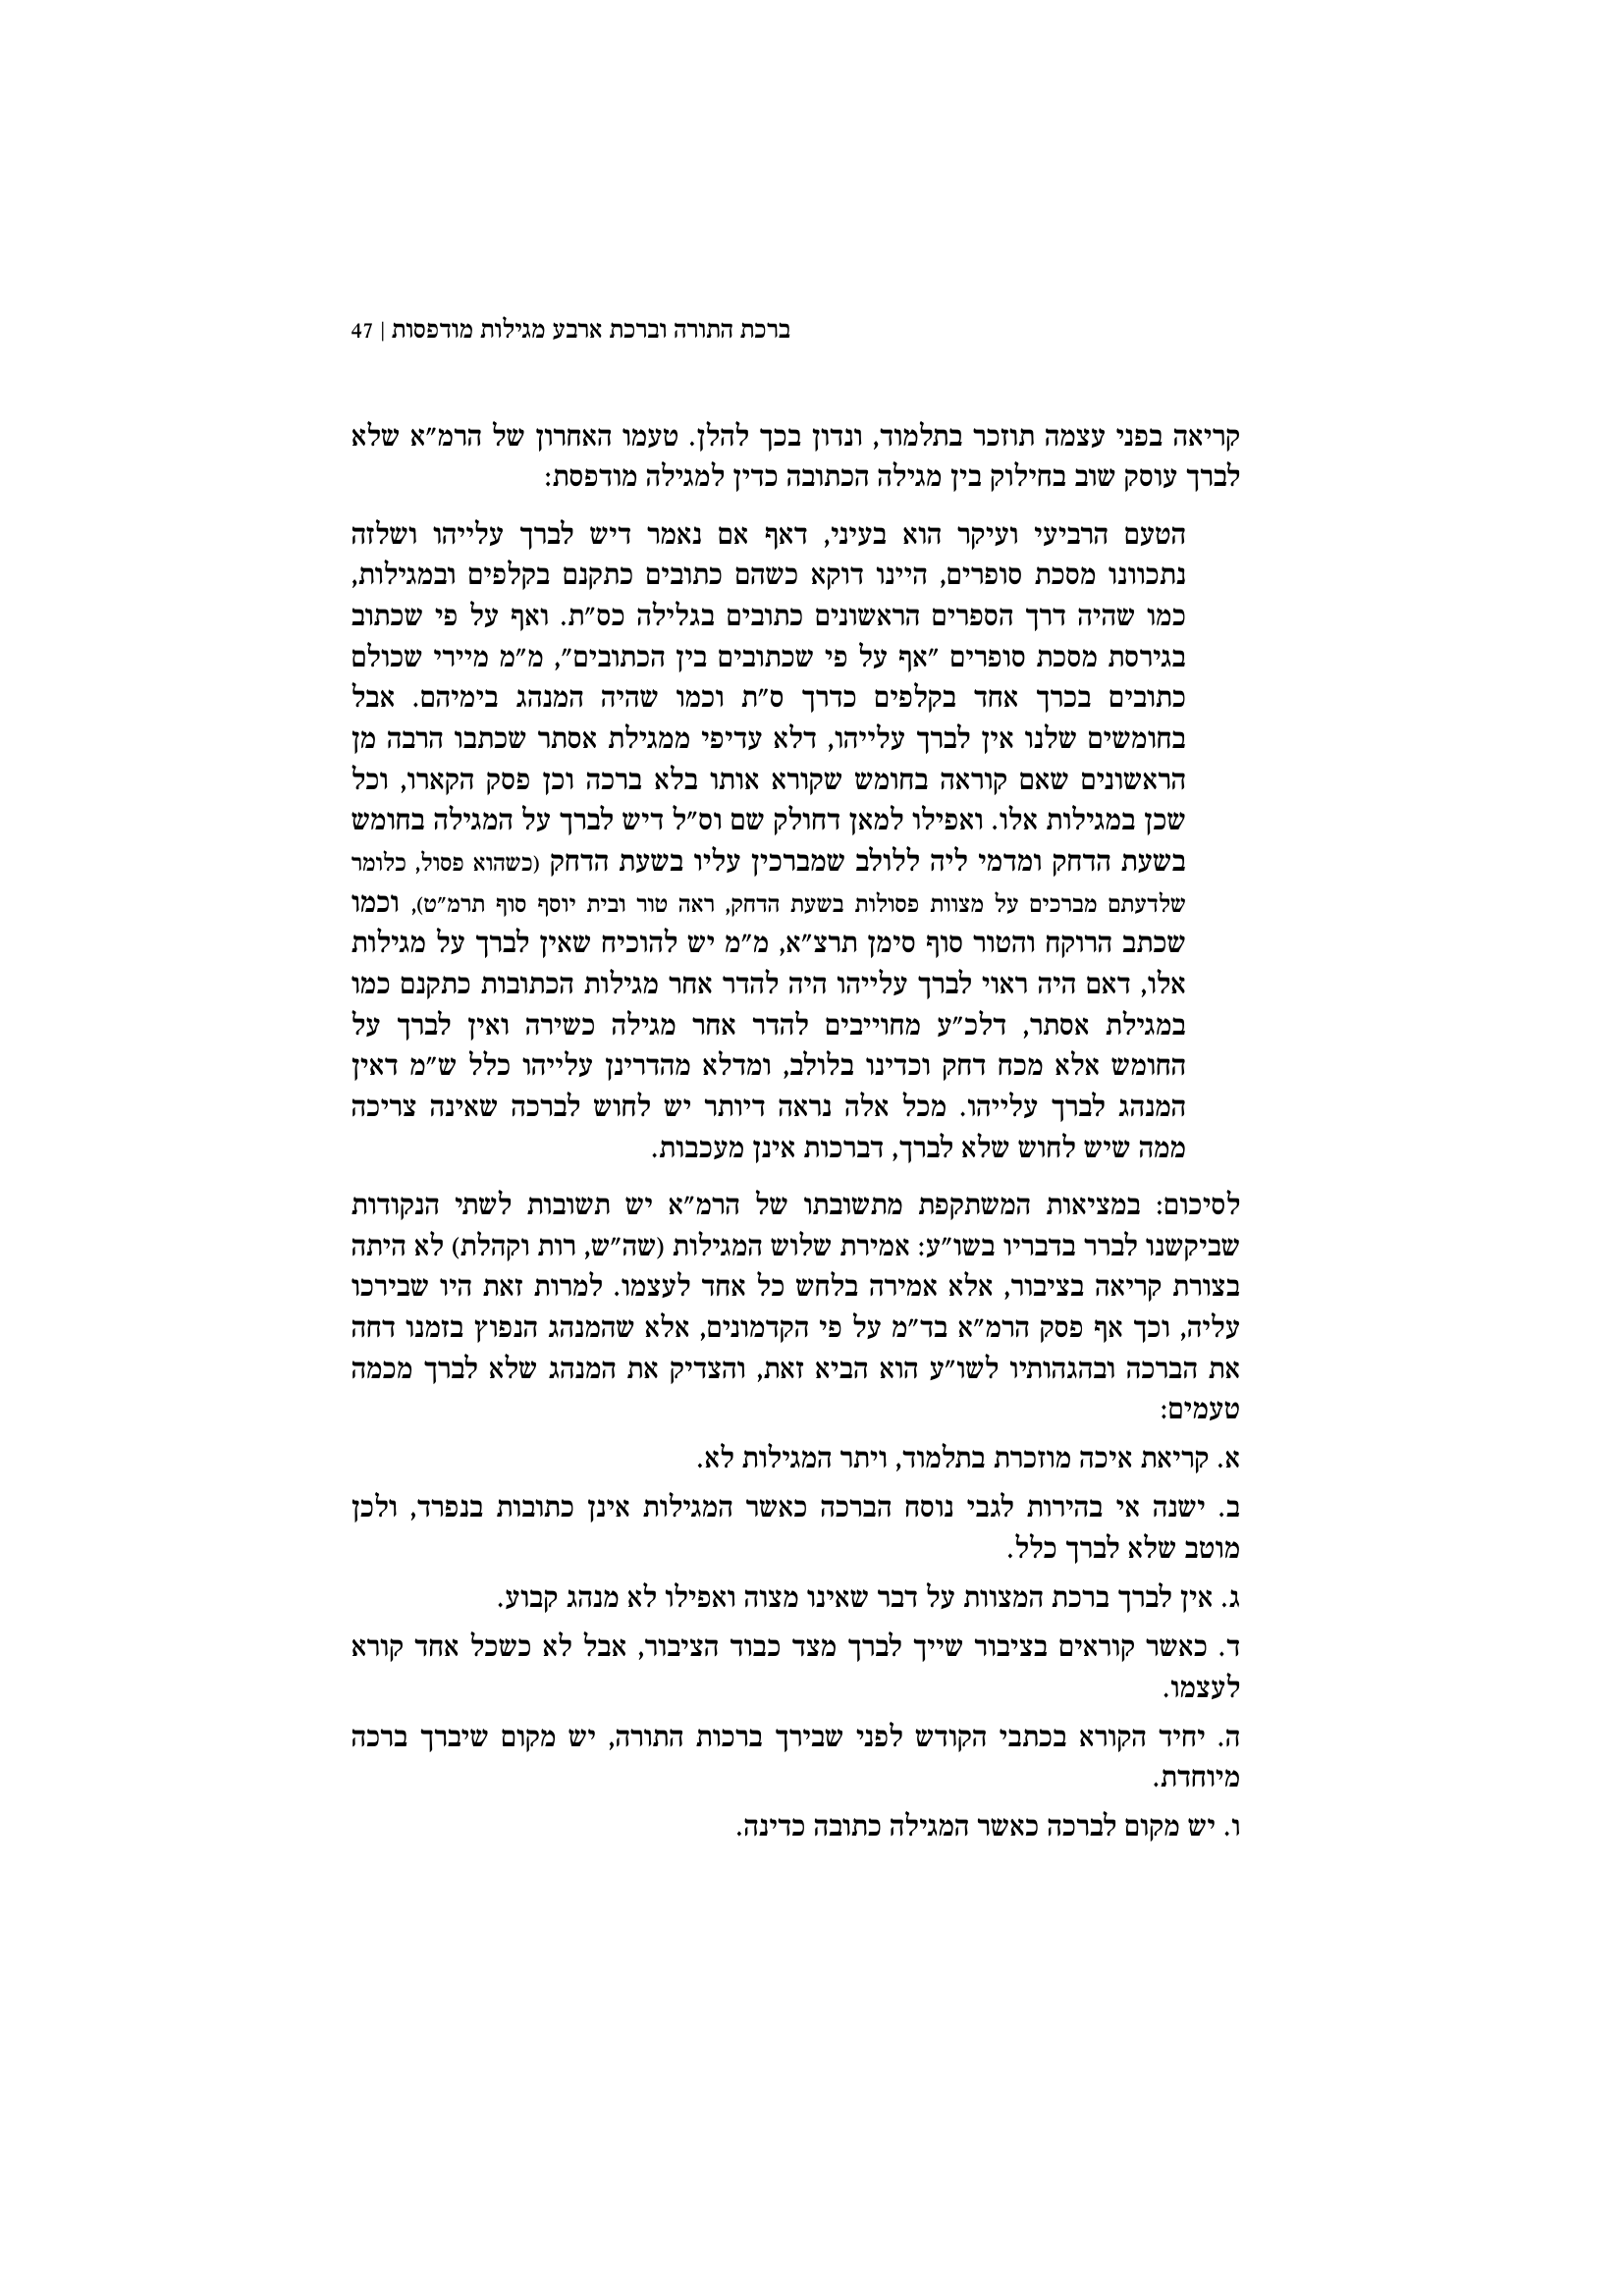 ברכת התורה וברכת ארבע מגילות מודפסות | 47
קריאה בפני עצמה תוזכר בתלמוד, ונדון בכך להלן. טעמו האחרון של הרמ״א שלא
לברך עוסק שוב בחילוק בין מגילה הכתובה כדין למגילה מודפסת:
הטעם הרביעי ועיקר הוא בעיני, דאף אם נאמר דיש לברך עלייהו ושלזה
נתכוונו מסכת סופרים, היינו דוקא כשהם כתובים כתקנם בקלפים ובמגילות,
כמו שהיה דרך הספרים הראשונים כתובים בגלילה כס״ת. ואף על פי שכתוב
בגירסת מסכת סופרים ״אף על פי שכתובים בין הכתובים״, מ״מ מיירי שכולם
כתובים בכרך אחד בקלפים כדרך ס״ת וכמו שהיה המנהג בימיהם. אבל
בחומשים שלנו אין לברך עלייהו, דלא עדיפי ממגילת אסתר שכתבו הרבה מן
הראשונים שאם קוראה בחומש שקורא אותו בלא ברכה וכן פסק הקארו, וכל
שכן במגילות אלו. ואפילו למאן דחולק שם וס״ל דיש לברך על המגילה בחומש
בשעת הדחק ומדמי ליה ללולב שמברכין עליו בשעת הדחק (כשהוא פסול, כלומר
שלדעתם מברכים על מצוות פסולות בשעת הדחק, ראה טור ובית יוסף סוף תרמ״ט), וכמו
שכתב הרוקח והטור סוף סימן תרצ״א, מ״מ יש להוכיח שאין לברך על מגילות
אלו, דאם היה ראוי לברך עלייהו היה להדר אחר מגילות הכתובות כתקנם כמו
במגילת אסתר, דלכ״ע מחוייבים להדר אחר מגילה כשירה ואין לברך על
החומש אלא מכח דחק וכדינו בלולב, ומדלא מהדרינן עלייהו כלל ש״מ דאין
המנהג לברך עלייהו. מכל אלה נראה דיותר יש לחוש לברכה שאינה צריכה
ממה שיש לחוש שלא לברך, דברכות אינן מעכבות.
לסיכום: במציאות המשתקפת מתשובתו של הרמ״א יש תשובות לשתי הנקודות
שביקשנו לברר בדבריו בשו״ע: אמירת שלוש המגילות (שה״ש, רות וקהלת) לא היתה
בצורת קריאה בציבור, אלא אמירה בלחש כל אחד לעצמו. למרות זאת היו שבירכו
עליה, וכך אף פסק הרמ״א בד״מ על פי הקדמונים, אלא שהמנהג הנפוץ בזמנו דחה
את הברכה ובהגהותיו לשו״ע הוא הביא זאת, והצדיק את המנהג שלא לברך מכמה
טעמים:
א. קריאת איכה מוזכרת בתלמוד, ויתר המגילות לא.
ב. ישנה אי בהירות לגבי נוסח הברכה כאשר המגילות אינן כתובות בנפרד, ולכן
מוטב שלא לברך כלל.
ג. אין לברך ברכת המצוות על דבר שאינו מצוה ואפילו לא מנהג קבוע.
ד. כאשר קוראים בציבור שייך לברך מצד כבוד הציבור, אבל לא כשכל אחד קורא
לעצמו.
ה. יחיד הקורא בכתבי הקודש לפני שבירך ברכות התורה, יש מקום שיברך ברכה
מיוחדת.
ו. יש מקום לברכה כאשר המגילה כתובה כדינה.